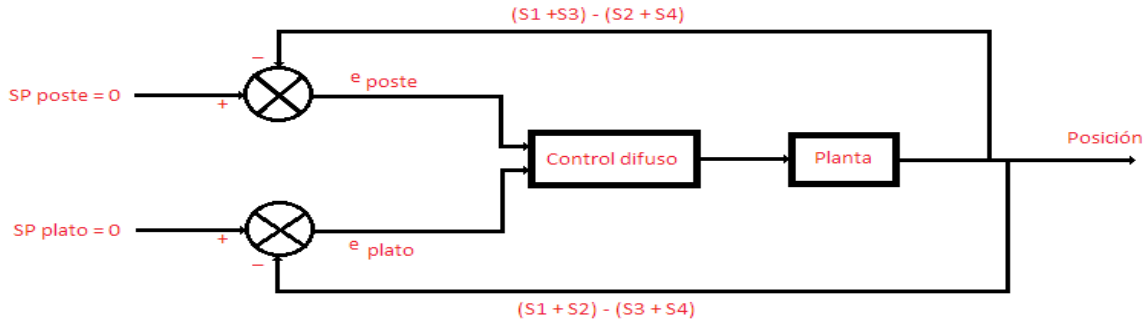 (S1 +S3) - (S2 + S4)
−
SP poste = 0
+
e poste
Control difuso
Planta
Posición
SP plato = 0
+
−
e plato
(S1 + S2) - (S3 + S4)